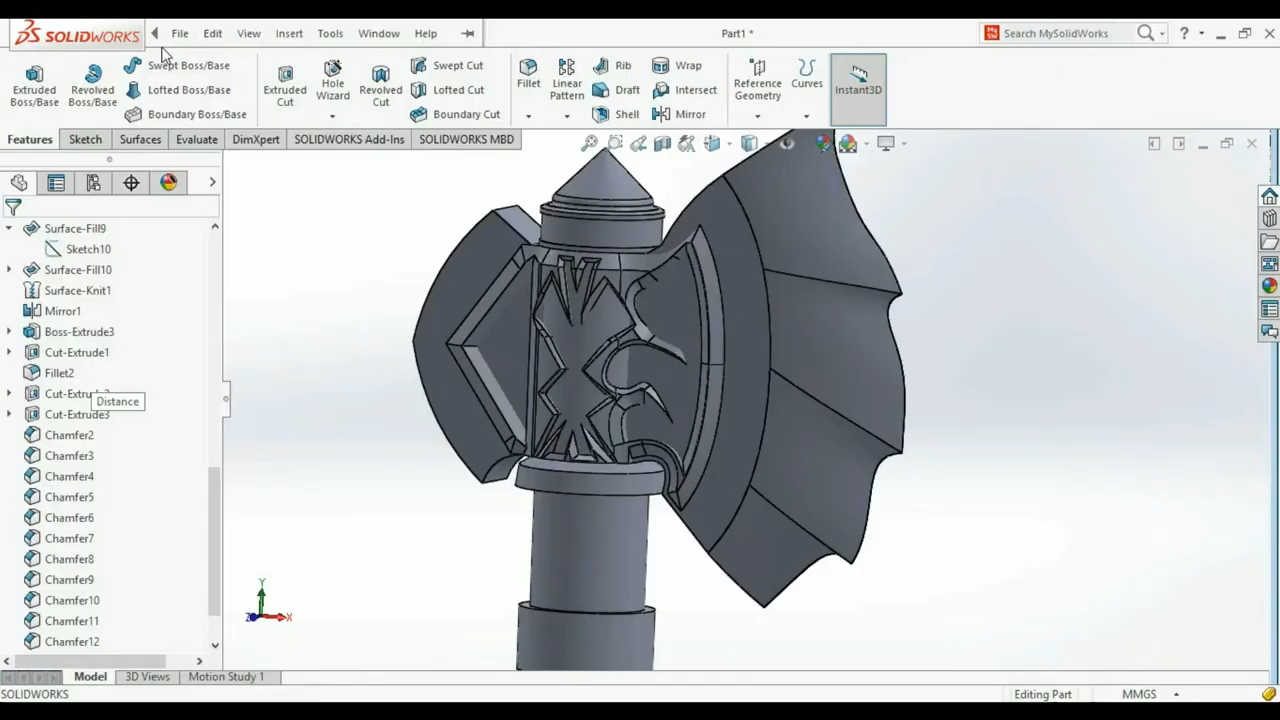 SOLIDWORKS
File Edit View Insert Tools Window Help
Part1 *
Search MySolidWorks
Extruded Boss/Base
Revolved Boss/Base
Swept Boss/Base
Lofted Boss/Base
Boundary Boss/Base
Extruded Cut
Hole Wizard
Revolved Cut
Swept Cut
Lofted Cut
Boundary Cut
Fillet
Linear Pattern
Rib
Draft
Shell
Wrap
Intersect
Mirror
Reference Geometry
Curves
Instant3D
Features Sketch Surfaces Evaluate DimXpert SOLIDWORKS Add-Ins SOLIDWORKS MBD
Surface-Fill9
Sketch10
Surface-Fill10
Surface-Knit1
Mirror1
Boss-Extrude3
Cut-Extrude1
Fillet2
Distance
Cut-Extrude3
Chamfer2
Chamfer3
Chamfer4
Chamfer5
Chamfer6
Chamfer7
Chamfer8
Chamfer9
Chamfer10
Chamfer11
Chamfer12
Y
Z X
Model 3D Views Motion Study 1
SOLIDWORKS
Editing Part MMGS